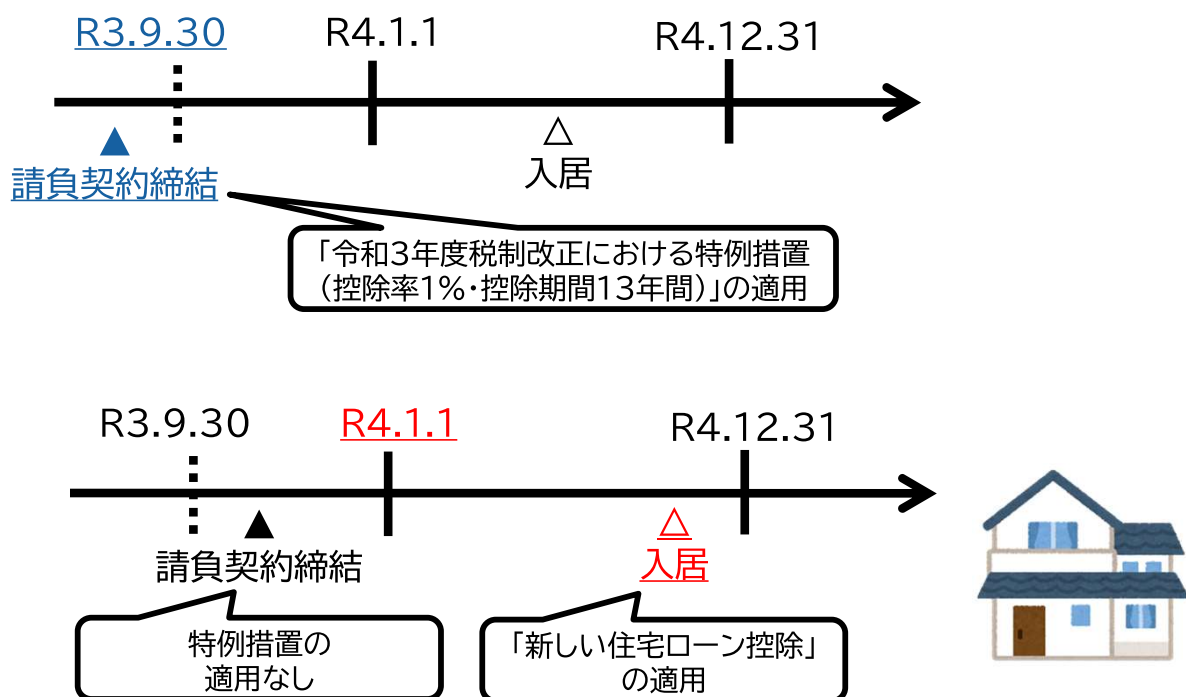 R3.9.30 R4.1.1 R4.12.31
▲ △
請負契約締結 入居
「令和3年度税制改正における特例措置
（控除率1%・控除期間13年間）」の適用
R3.9.30 R4.1.1 R4.12.31
▲ △
請負契約締結 入居
特例措置の
適用なし
「新しい住宅ローン控除」
の適用